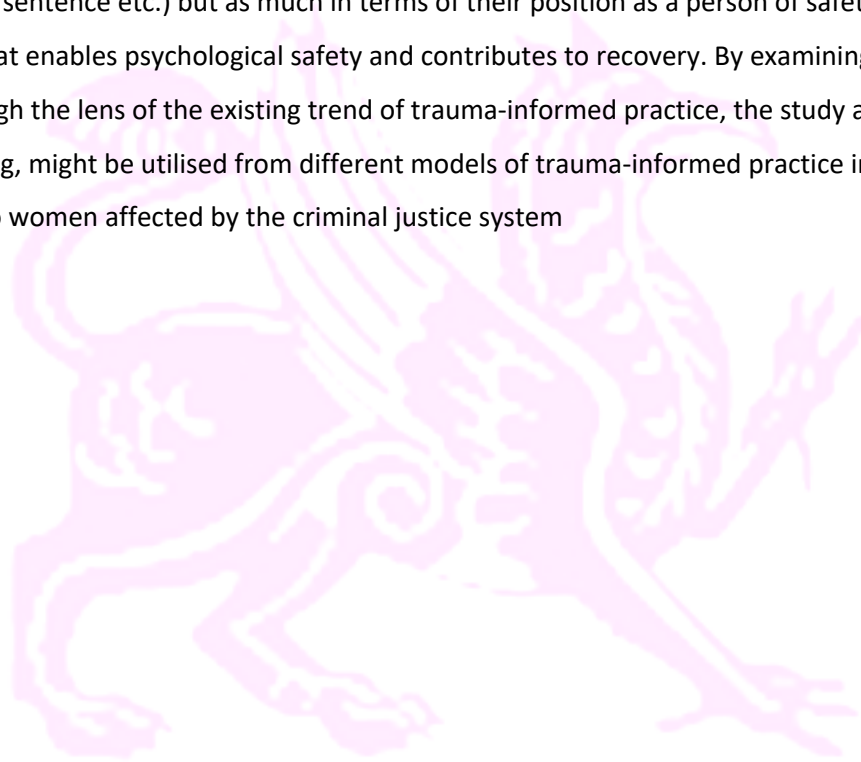 sentence etc.) but as much in terms of their position as a person of safet
at enables psychological safety and contributes to recovery. By examining
gh the lens of the existing trend of trauma-informed practice, the study a
g, might be utilised from different models of trauma-informed practice i
women affected by the criminal justice system